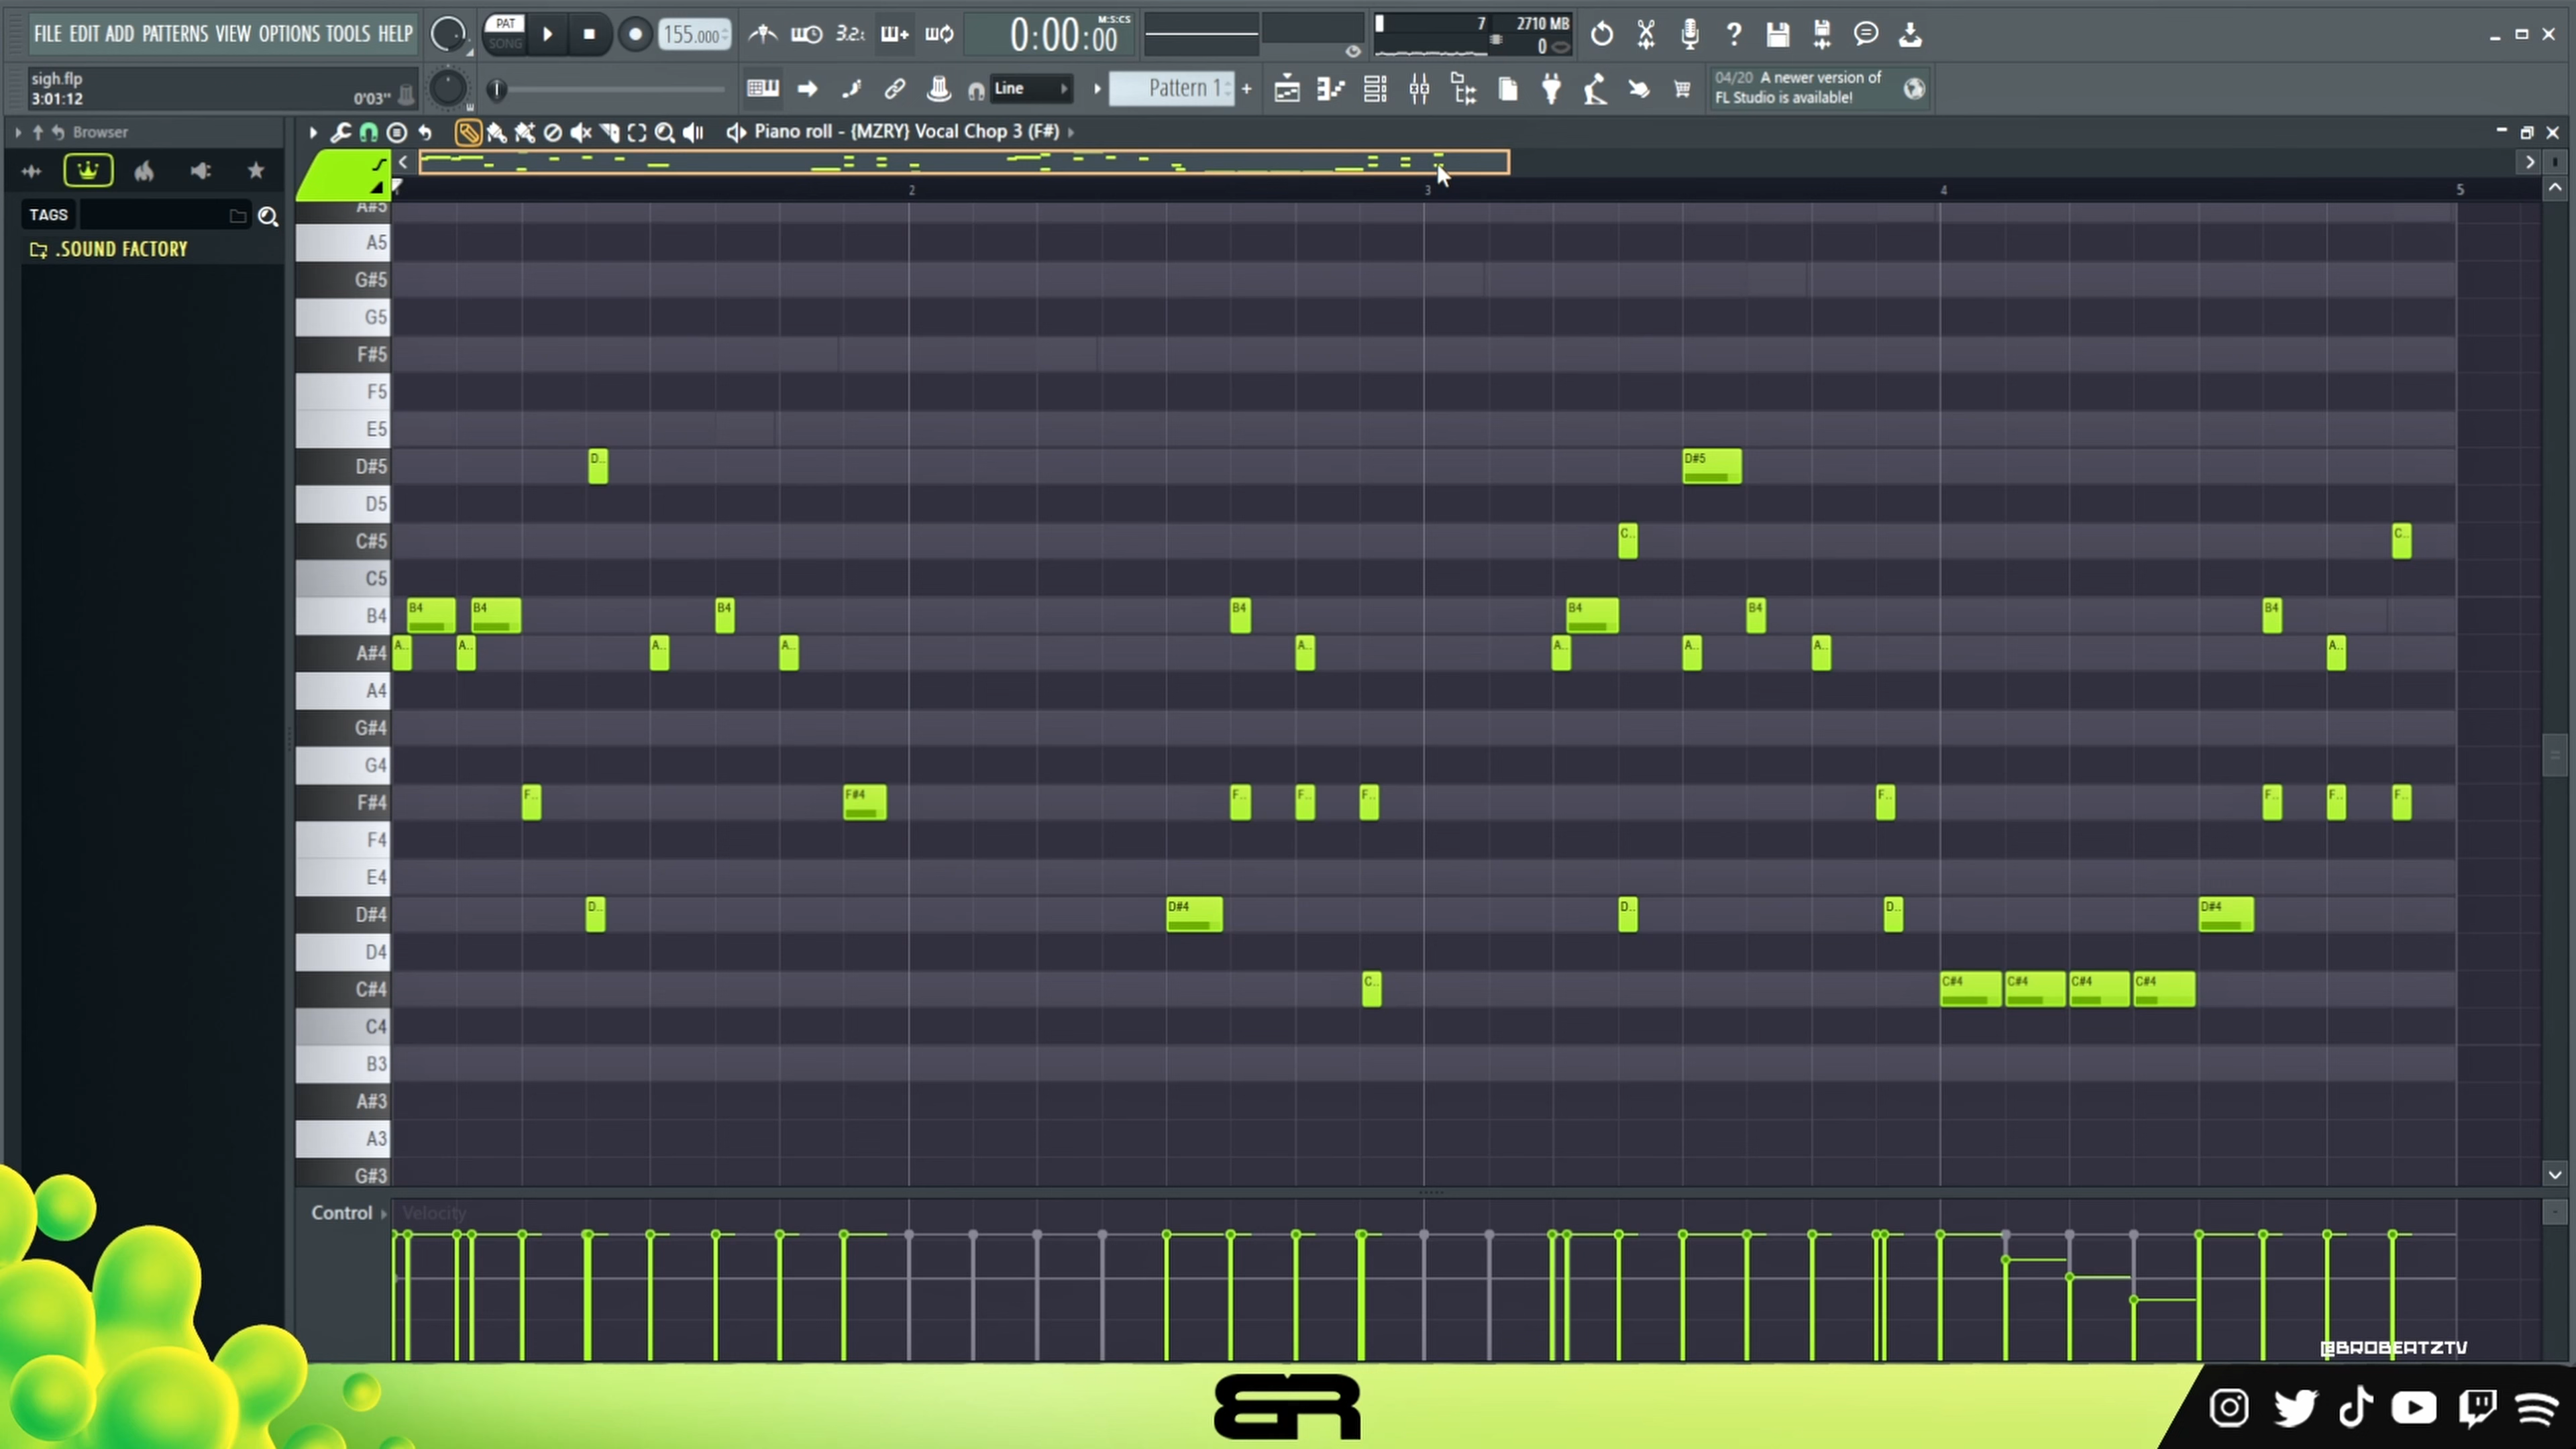 FILE EDIT ADD PATTERNS VIEW OPTIONS TOOLS HELP
PAT
SONG
155.000
3.2.
0:00:00
M:S:CS
7
2710 MB
0
sigh.flp
3:01:12
0'03"
Line
Pattern 1
04/20 A newer version of
FL Studio is available!
Browser
Piano roll - {MZRY} Vocal Chop 3 (F#)
TAGS
.SOUND FACTORY
2
3
4
5
A#5
A5
G#5
G5
F#5
F5
E5
D#5 D.. D#5
D5
C#5 C.. C..
C5
B4 B4 B4 B4 B4 B4 B4
B4
A#4 A.. A.. A.. A.. A.. A.. A.. A.. A..
A4
G#4
G4
F#4 F.. F#4 F.. F.. F.. F.. F.. F.. F..
F4
E4
D#4 D.. D#4 D.. D.. D#4
D4
C#4 C.. C#4 C#4 C#4 C#4
C4
B3
A#3
A3
G#3
Control
Velocity
@BROBEATZTV
BR